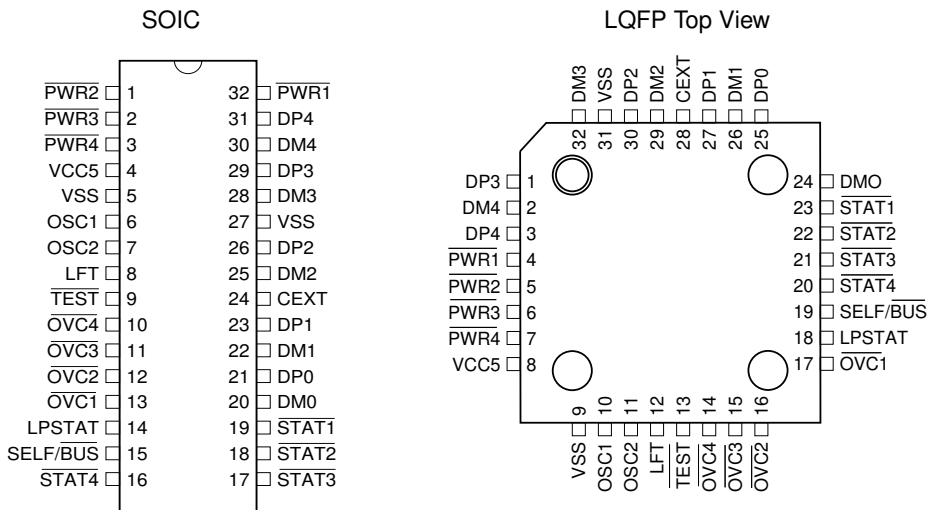 SOIC
PWR2 1 32 PWR1
PWR3 2 31 DP4
PWR4 3 30 DM4
VCC5 4 29 DP3
VSS 5 28 DM3
OSC1 6 27 VSS
OSC2 7 26 DP2
LFT 8 25 DM2
TEST 9 24 CEXT
OVC4 10 23 DP1
OVC3 11 22 DM1
OVC2 12 21 DP0
OVC1 13 20 DM0
LPSTAT 14 19 STAT1
SELF/BUS 15 18 STAT2
STAT4 16 17 STAT3
LQFP Top View
DM3 VSS DP2 DM2 CEXT DP1 DM1 DP0
32 31 30 29 28 27 26 25
DP3 1 24 DMO
DM4 2 23 STAT1
DP4 3 22 STAT2
PWR1 4 21 STAT3
PWR2 5 20 STAT4
PWR3 6 19 SELF/BUS
PWR4 7 18 LPSTAT
VCC5 8 17 OVC1
9 10 11 12 13 14 15 16
VSS OSC1 OSC2 LFT TEST OVC4 OVC3 OVC2